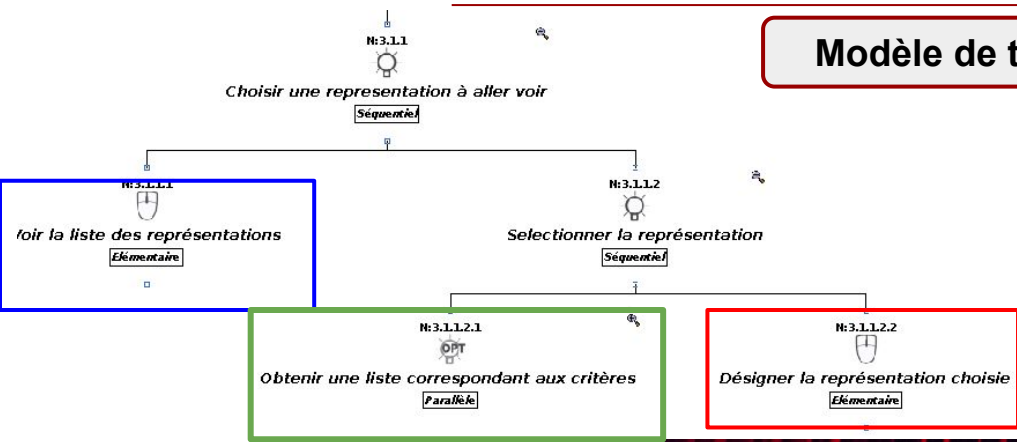 Modèle de t
N:3.1.1
Choisir une representation à aller voir
Séquentiel
N:3.1.1.1
oir la liste des représentations
Elémentaire
N:3.1.1.2
Selectionner la représentation
Séquentiel
N:3.1.1.2.1
OPT
Obtenir une liste correspondant aux critères
Parallèle
N:3.1.1.2.2
Désigner la représentation choisie
Elémentaire